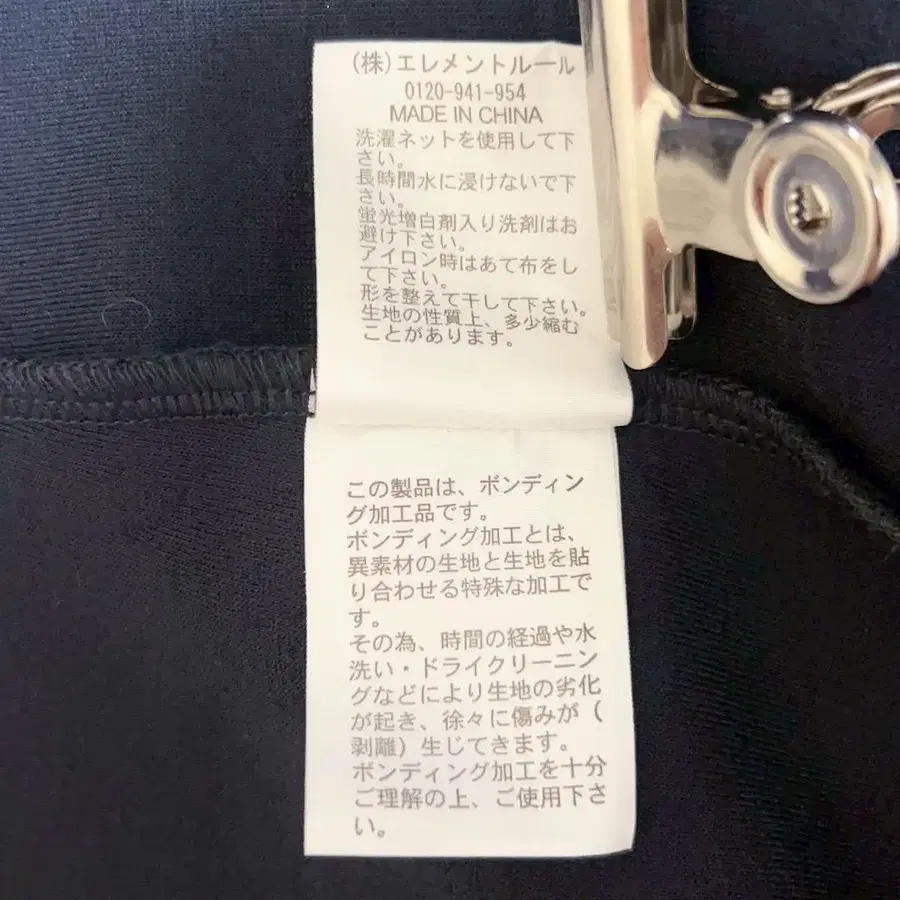 (株)エレメントルール
0120-941-954
MADE IN CHINA
洗濯ネットを使用して下
さい。
長時間水に浸けないで下
さい。
蛍光増白剤入り洗剤はお
避け下さい。
アイロン時はあて布をし
て下さい。
形を整えて干して下さい。
生地の性質上、多少縮む
ことがあります。
この製品は、ボンディン
グ加工品です。
ボンディング加工とは、
異素材の生地と生地を貼
り合わせる特殊な加工で
す。
その為、時間の経過や水
洗い・ドライクリーニン
グなどにより生地の劣化
が起き、徐々に傷みが(
剥離)生じてきます。
ボンディング加工を十分
ご理解の上、ご使用下さ
い。